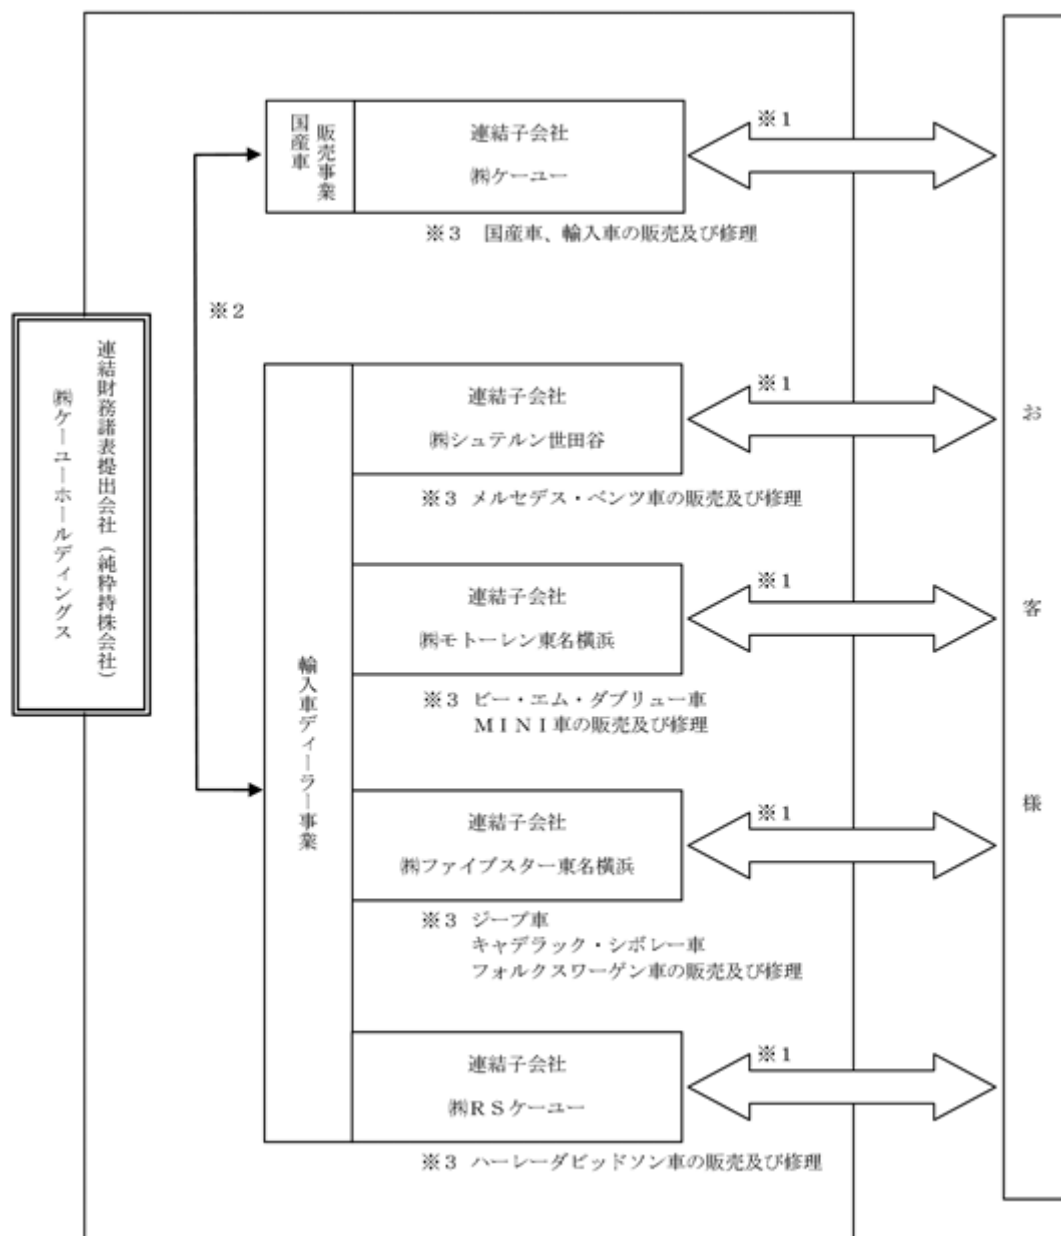 連結財務諸表提出会社（純粋持株会社）
㈱ケーユーホールディングス
※２
販売事業
国産車
連結子会社
㈱ケーユー
※１
※３　国産車、輸入車の販売及び修理
輸入車ディーラー事業
連結子会社
㈱シュテルン世田谷
※１
※３　メルセデス・ベンツ車の販売及び修理
連結子会社
㈱モトーレン東名横浜
※１
※３　ビー・エム・ダブリュー車
ＭＩＮＩ車の販売及び修理
連結子会社
㈱ファイブスター東名横浜
※１
※３　ジープ車
キャデラック・シボレー車
フォルクスワーゲン車の販売及び修理
連結子会社
㈱ＲＳケーユー
※１
※３　ハーレーダビッドソン車の販売及び修理
お客様